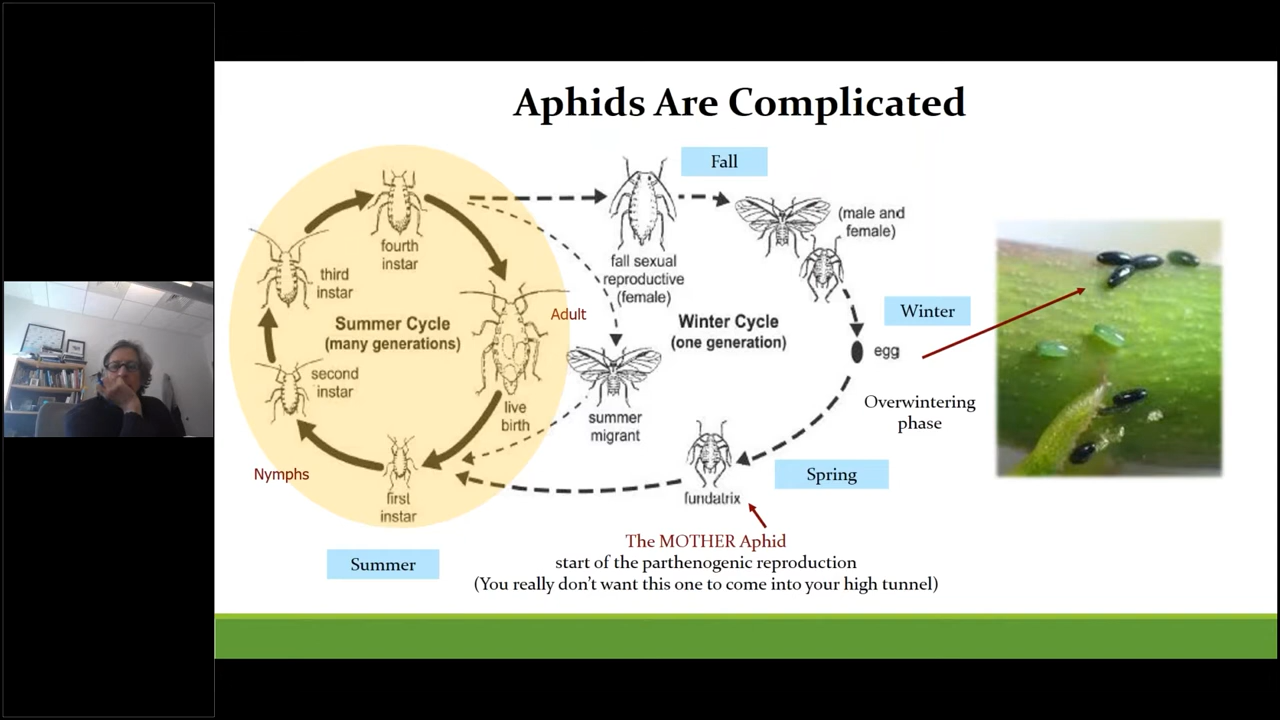 Aphids Are Complicated
Fall
(male and
female)
fourth
instar
fall sexual
reproductive
(female)
third
instar
Adult
Summer Cycle
(many generations)
Winter Cycle
(one generation)
Winter
egg
second
instar
live
birth
summer
migrant
Overwintering
phase
Nymphs
first
instar
fundatrix
Spring
Summer
The MOTHER Aphid
start of the parthenogenic reproduction
(You really don't want this one to come into your high tunnel)